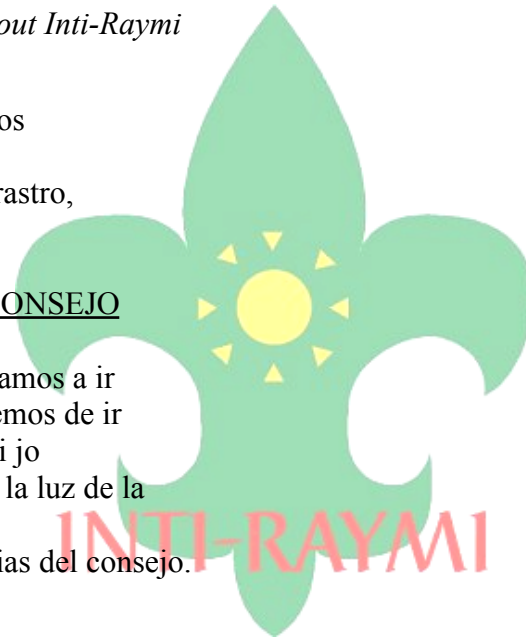 out Inti-Raymi
os
rastro,
ONSEJO
amos a ir
emos de ir
i jo
la luz de la
INTI-RAYMI
ias del consejo.